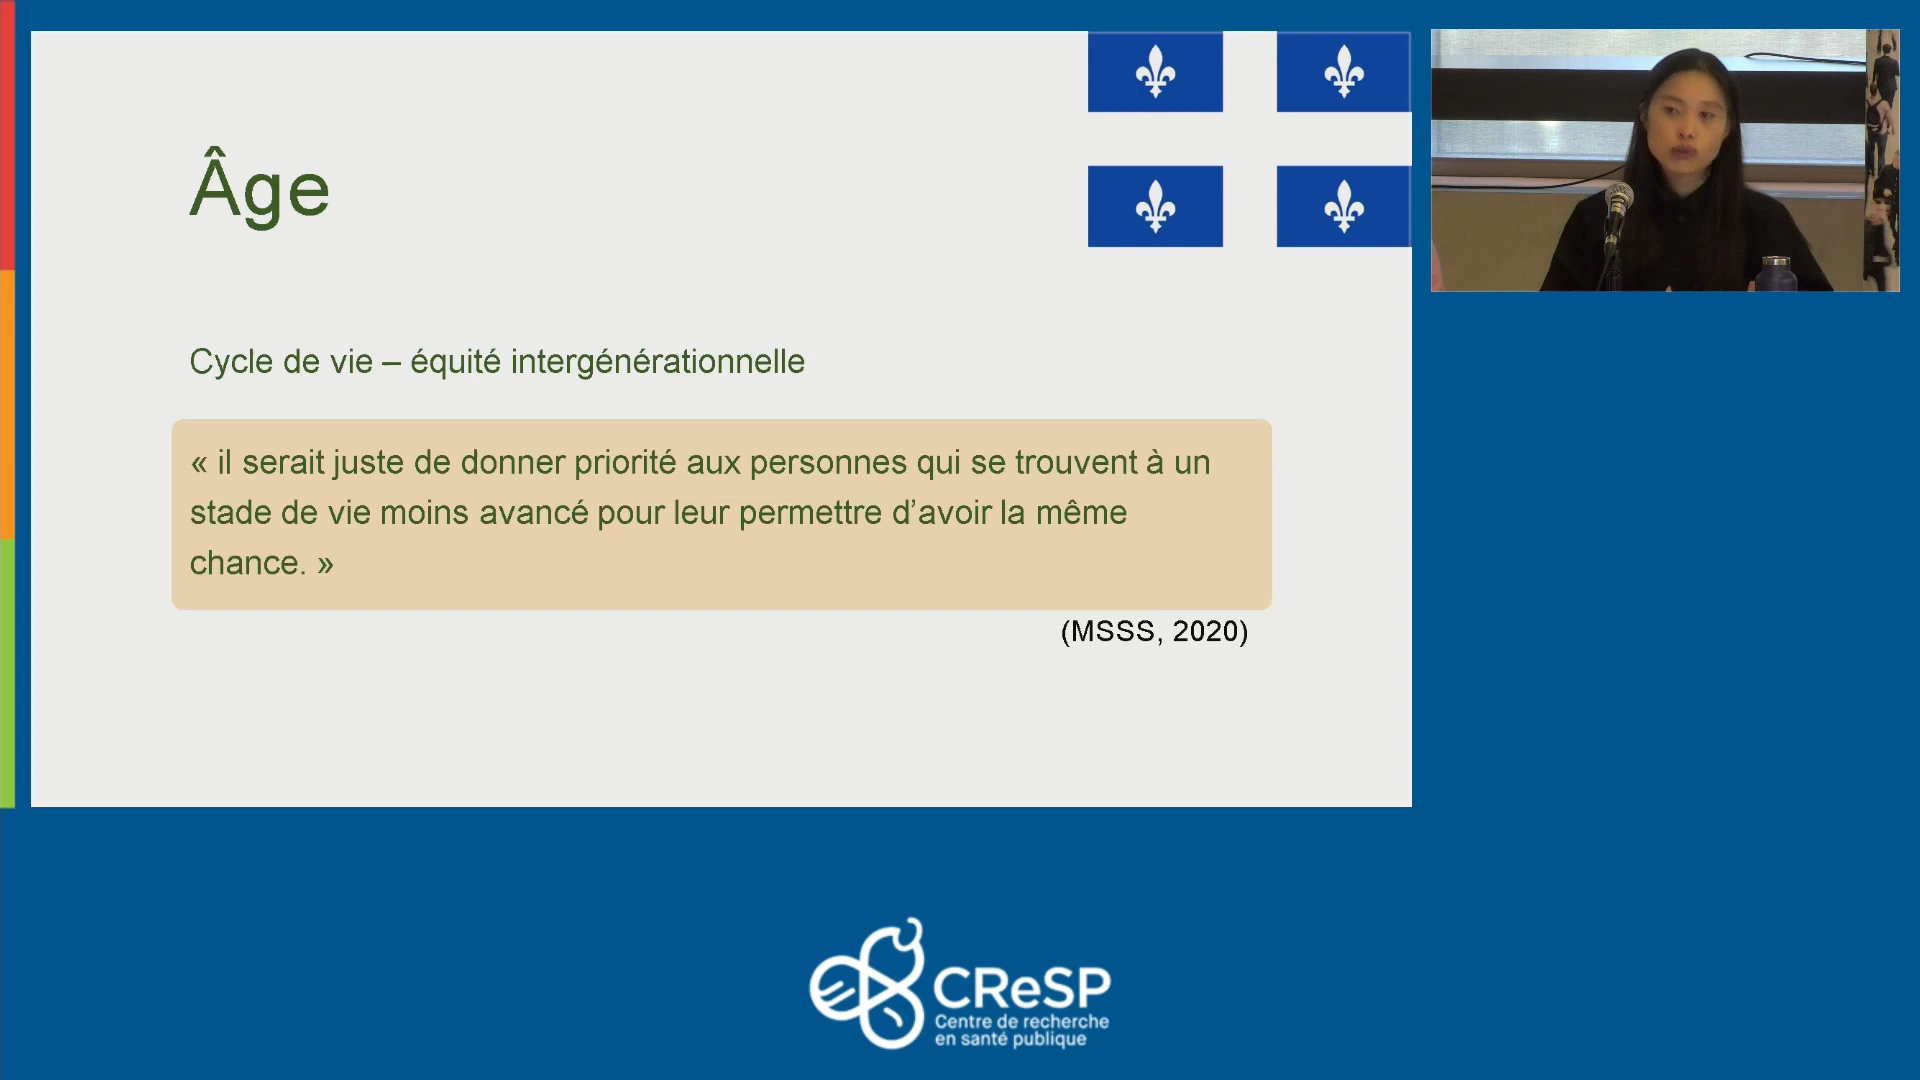 Âge
Cycle de vie – équité intergénérationnelle
« il serait juste de donner priorité aux personnes qui se trouvent à un
stade de vie moins avancé pour leur permettre d’avoir la même
chance. »
(MSSS, 2020)
CReSP
Centre de recherche
en santé publique